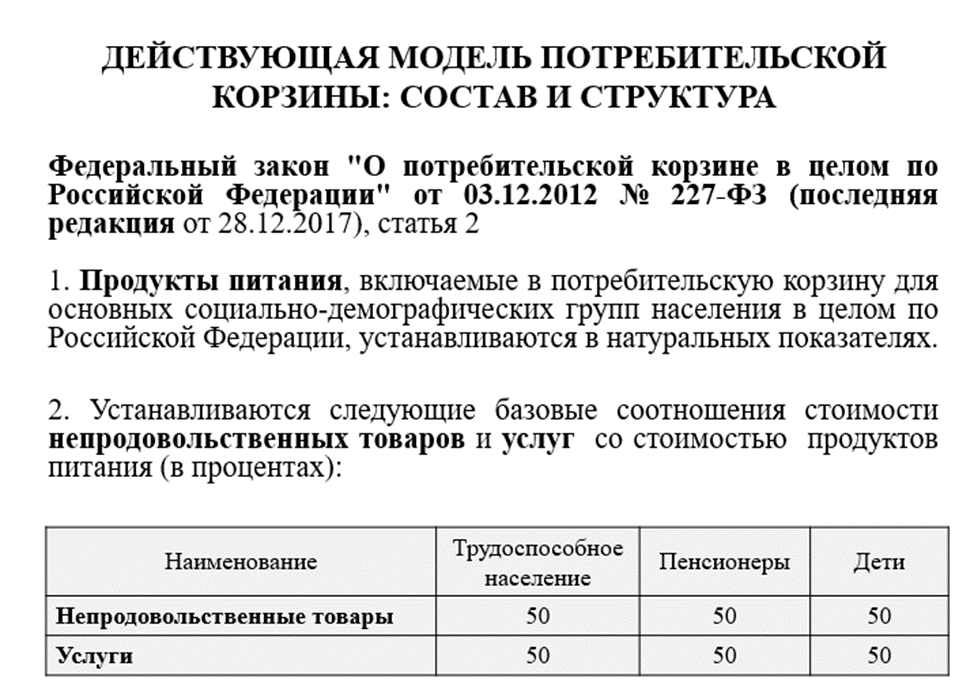 ДЕЙСТВУЮЩАЯ МОДЕЛЬ ПОТРЕБИТЕЛЬСКОЙ
КОРЗИНЫ: СОСТАВ И СТРУКТУРА
Федеральный закон "О потребительской корзине в целом по
Российской Федерации" от 03.12.2012 № 227-ФЗ (последняя
редакция от 28.12.2017), статья 2
1. Продукты питания, включаемые в потребительскую корзину для
основных социально-демографических групп населения в целом по
Российской Федерации, устанавливаются в натуральных показателях.
2. Устанавливаются следующие базовые соотношения стоимости
непродовольственных товаров и услуг со стоимостью продуктов
питания (в процентах):
Наименование Трудоспособное население Пенсионеры Дети
Непродовольственные товары 50 50 50
Услуги 50 50 50